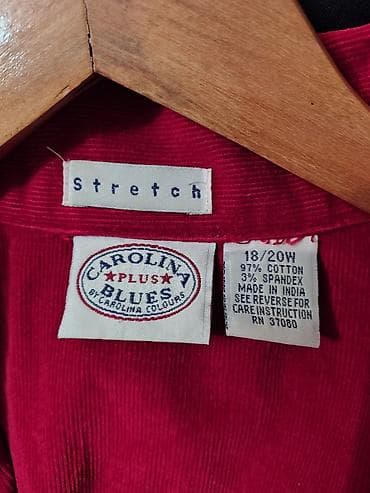 Stretch
CAROLINA
PLUS
BLUES
BY CAROLINA COLOURS
18/20W
97% COTTON
3% SPANDEX
MADE IN INDIA
SEE REVERSE FOR
CARE INSTRUCTION
RN 37080